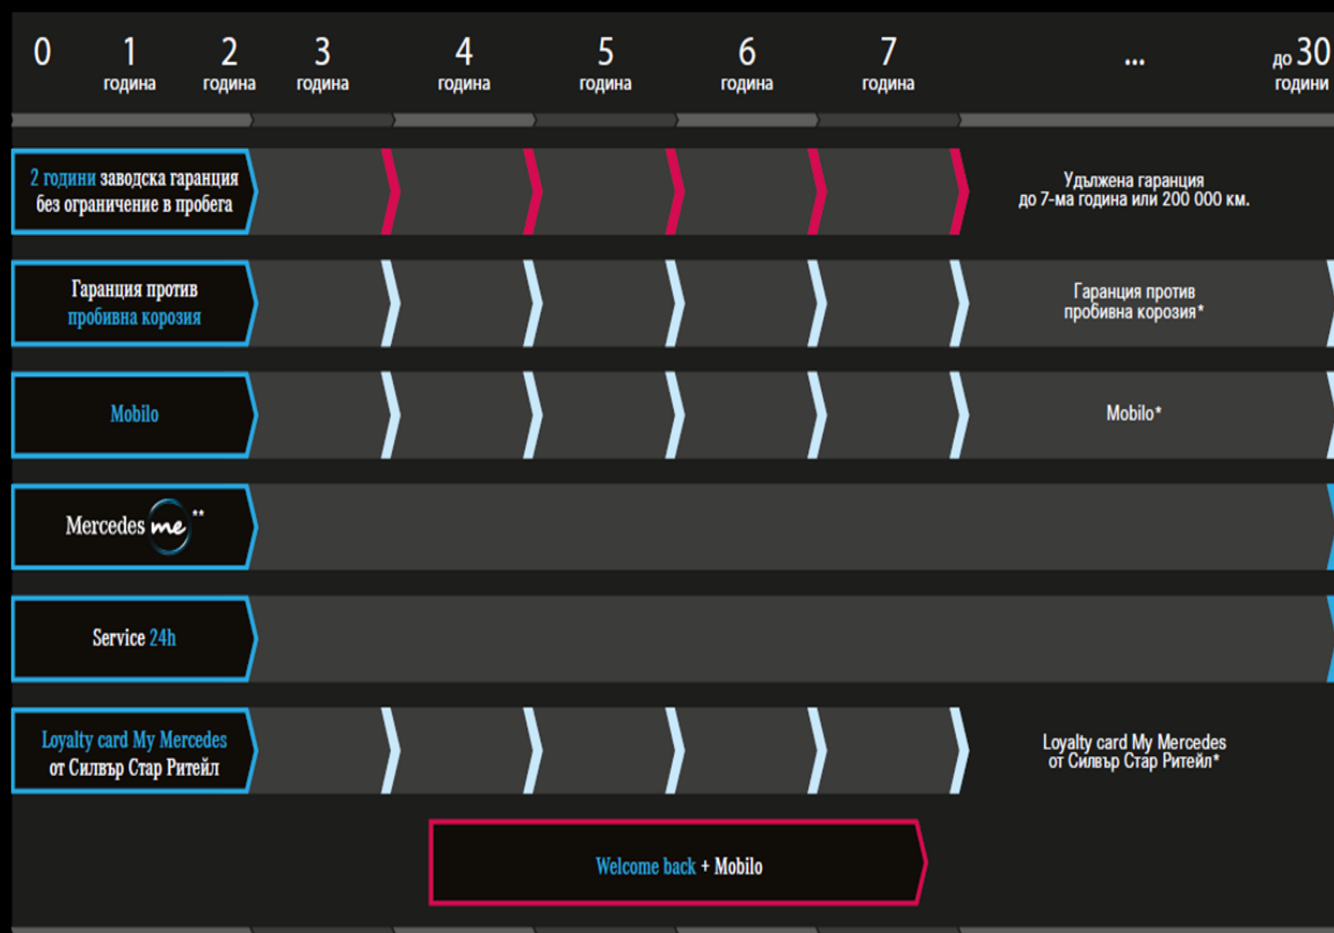 0 1 2 3 4 5 6 7 ... до 30
година година година година година година година години
2 години заводска гаранция
без ограничение в пробега
Удължена гаранция
до 7-ма година или 200 000 км.
Гаранция против
пробивна корозия
Гаранция против
пробивна корозия*
Mobilo
Mobilo*
Mercedes me**
Service 24h
Loyalty card My Mercedes
от Силвър Стар Ритейл
Loyalty card My Mercedes
от Силвър Стар Ритейл*
Welcome back + Mobilo